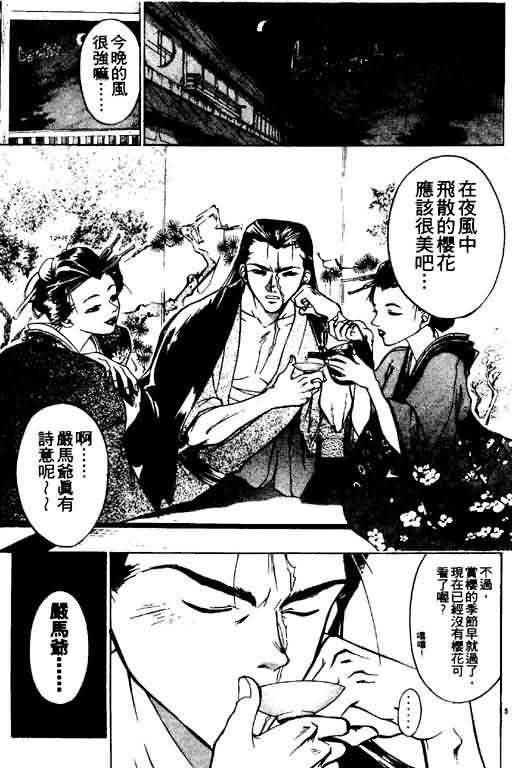 今晚的風
很強嘛……
在夜風中
飛散的櫻花
應該很美吧…
啊……
嚴馬爺真有
詩意呢～～
不過，
賞櫻的季節早就過了，
現在已經沒有櫻花可
看了喔？
嘻嘻～
……
嚴馬爺……
5